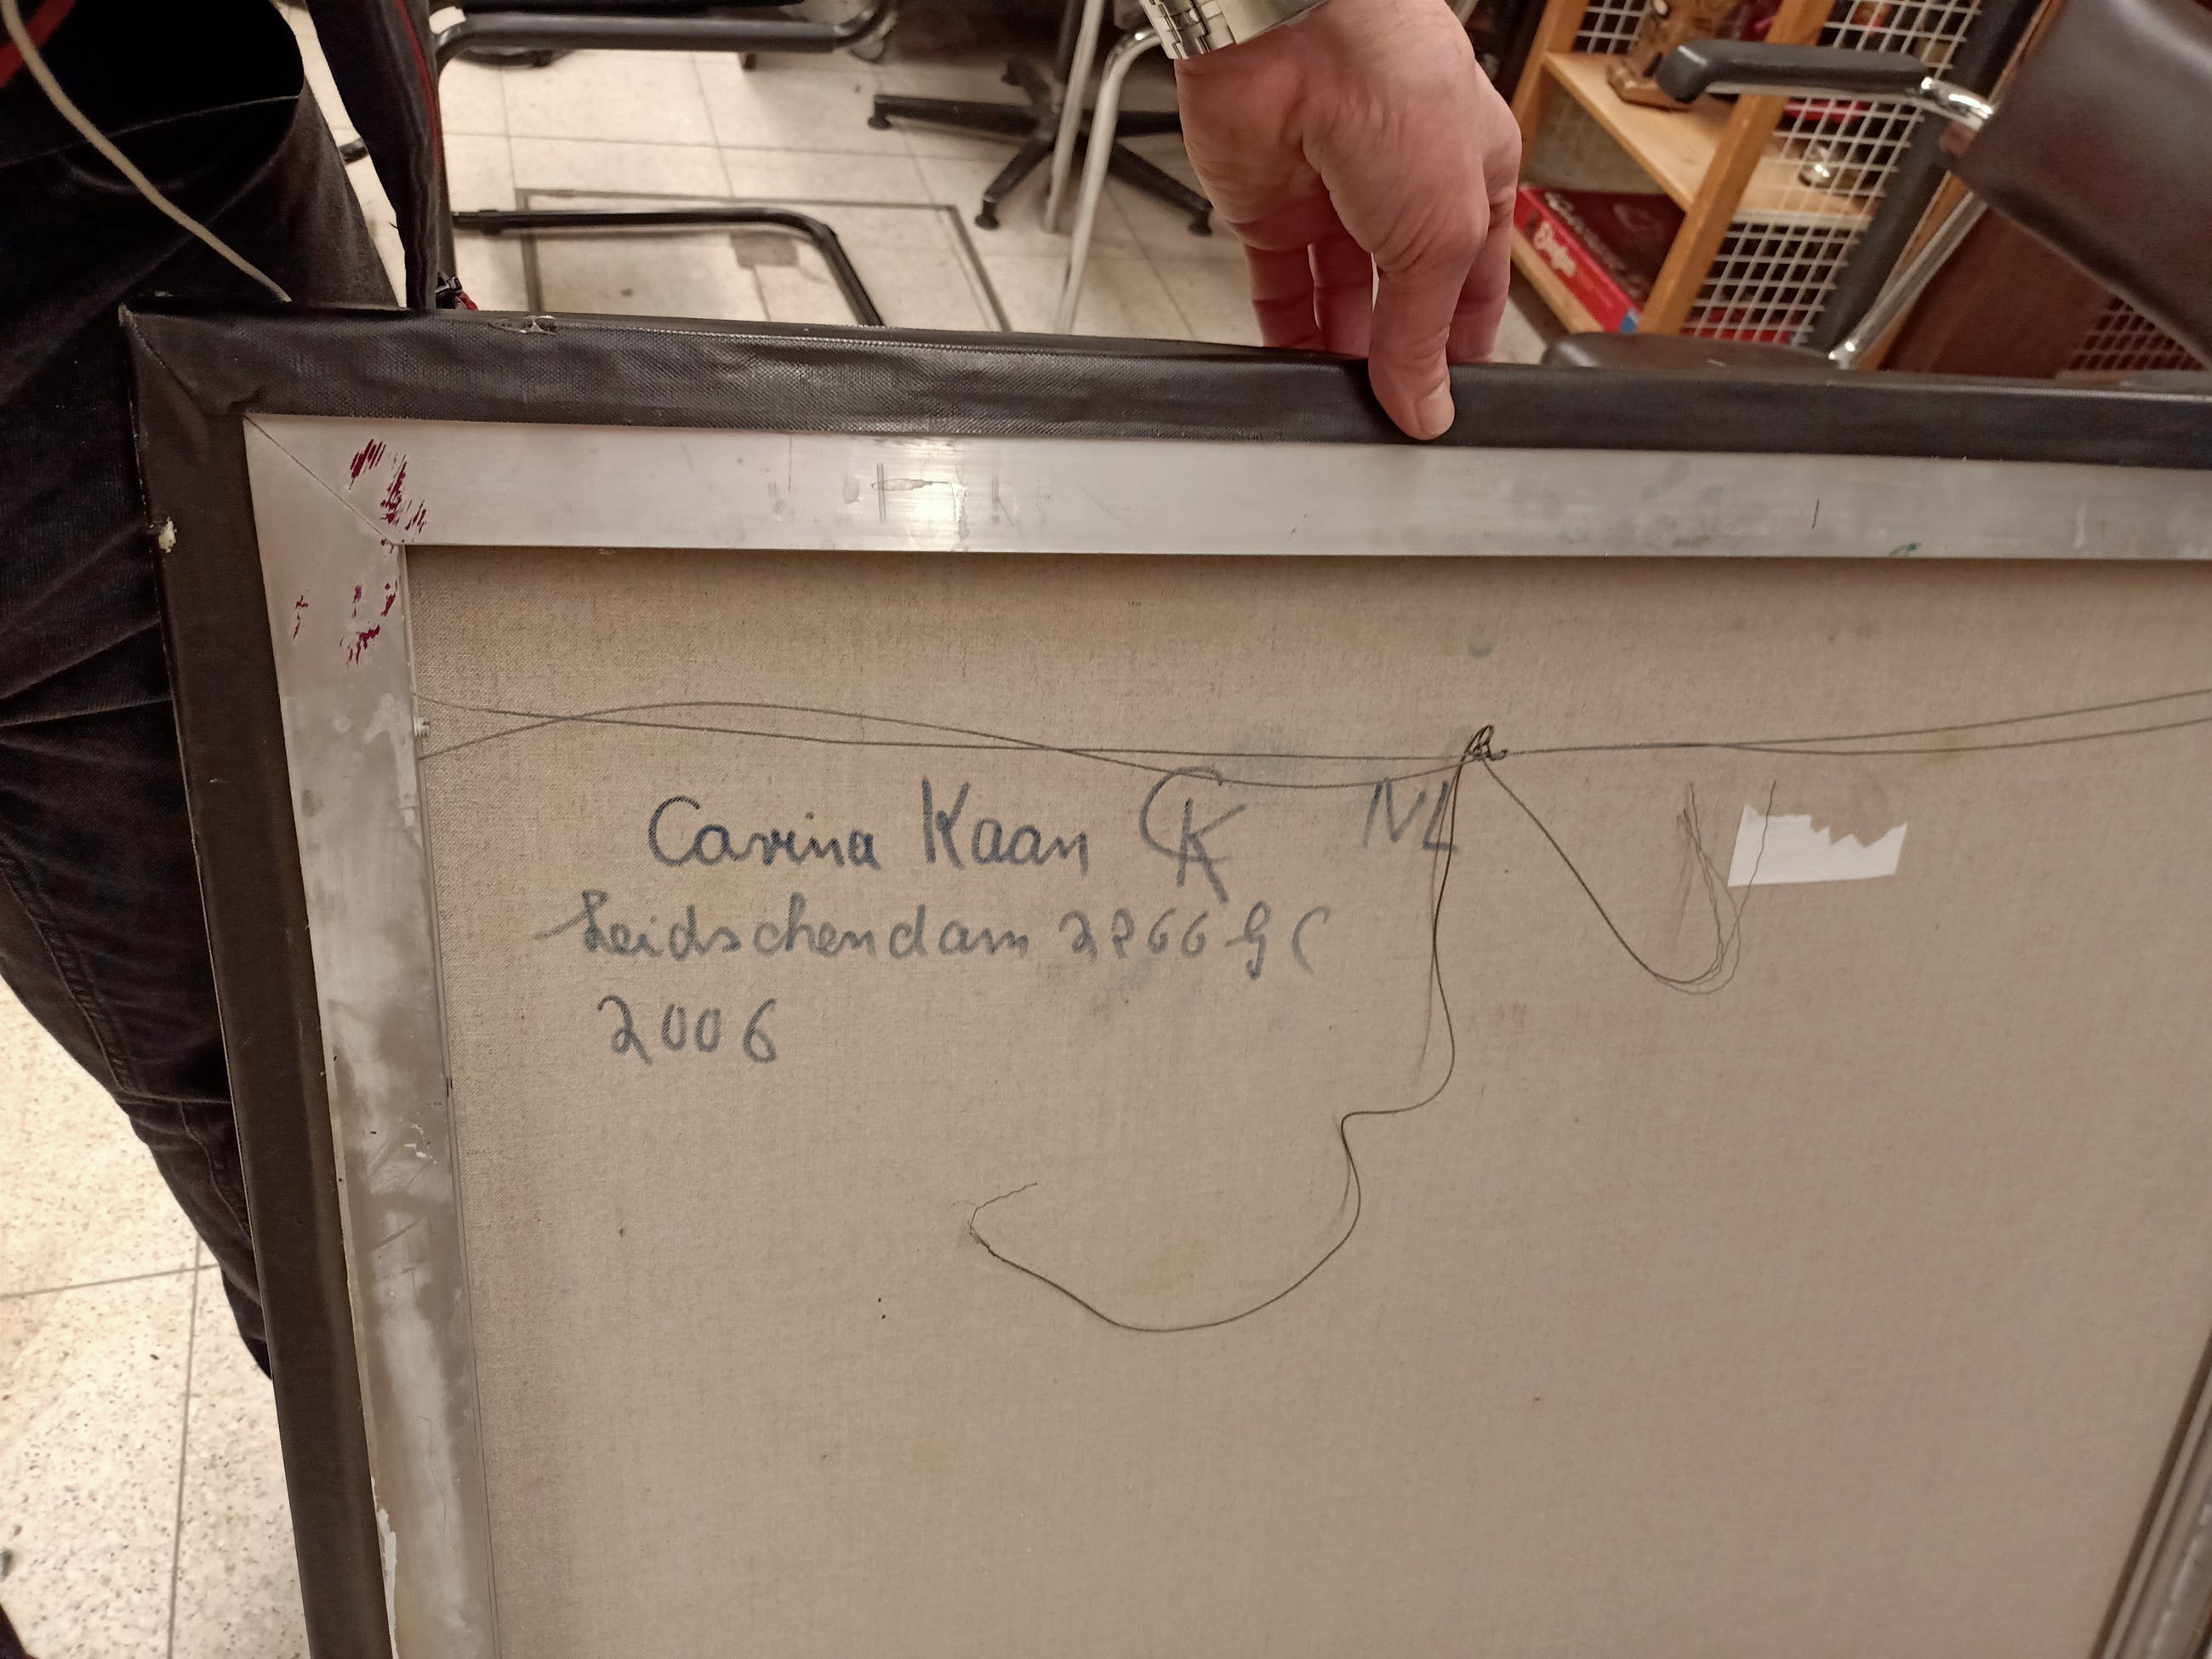 Carina Kaan CK NL
Leidschendam 2266 GC
2006